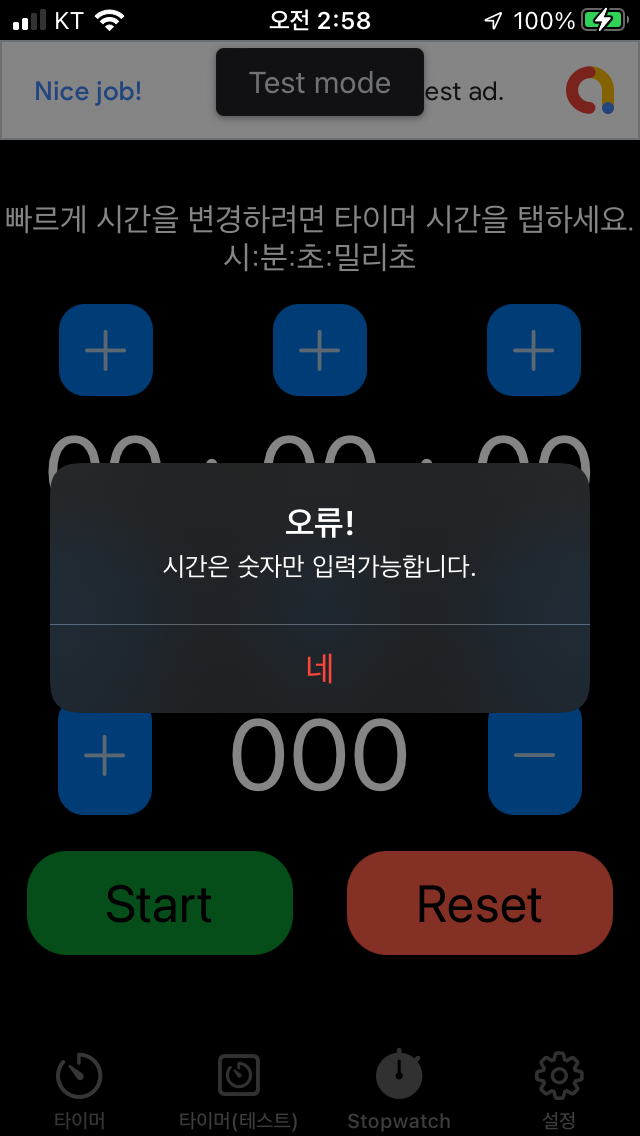 KT 오전 2:58 100%
Nice job! Test mode est ad.
빠르게 시간을 변경하려면 타이머 시간을 탭하세요.
시:분:초:밀리초
00 : 00 : 00
오류!
시간은 숫자만 입력가능합니다.
네
000
Start Reset
타이머 타이머(테스트) Stopwatch 설정